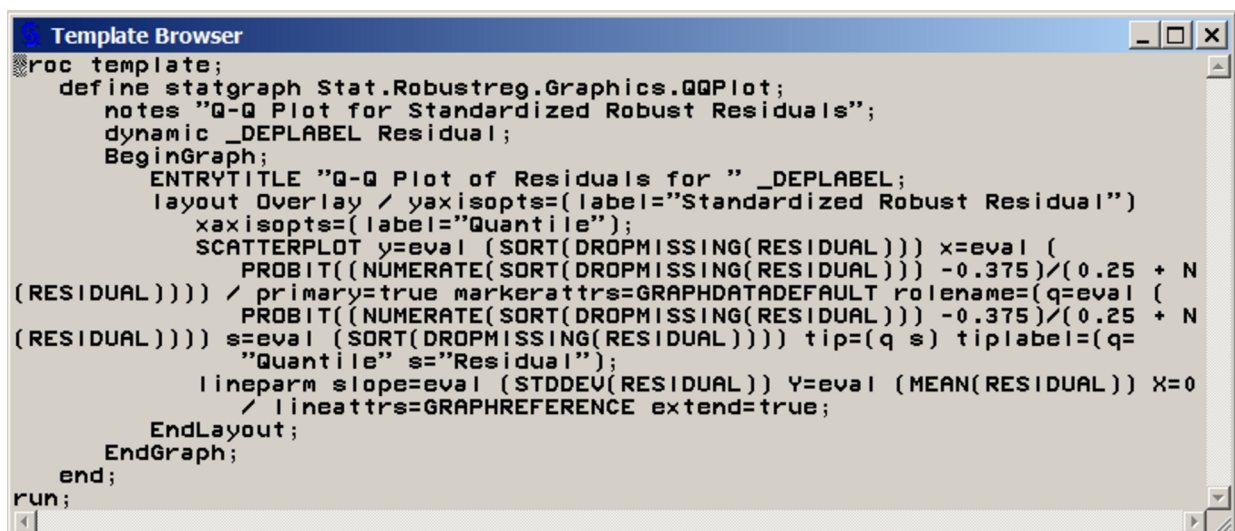 Template Browser
proc template;
   define statgraph Stat.Robustreg.Graphics.QQPlot;
      notes "Q-Q Plot for Standardized Robust Residuals";
      dynamic _DEPLABEL Residual;
      BeginGraph;
         ENTRYTITLE "Q-Q Plot of Residuals for " _DEPLABEL;
         layout Overlay / yaxisopts=(label="Standardized Robust Residual")
            xaxisopts=(label="Quantile");
            SCATTERPLOT y=eval (SORT(DROPMISSING(RESIDUAL))) x=eval (
               PROBIT((NUMERATE(SORT(DROPMISSING(RESIDUAL))) -0.375)/(0.25 + N
(RESIDUAL)))) / primary=true markerattrs=GRAPHDATADEFAULT rolename=(q=eval (
               PROBIT((NUMERATE(SORT(DROPMISSING(RESIDUAL))) -0.375)/(0.25 + N
(RESIDUAL)))) s=eval (SORT(DROPMISSING(RESIDUAL)))) tip=(q s) tiplabel=(q=
               "Quantile" s="Residual");
            lineparm slope=eval (STDDEV(RESIDUAL)) Y=eval (MEAN(RESIDUAL)) X=0
               / lineattrs=GRAPHREFERENCE extend=true;
         EndLayout;
      EndGraph;
   end;
run;